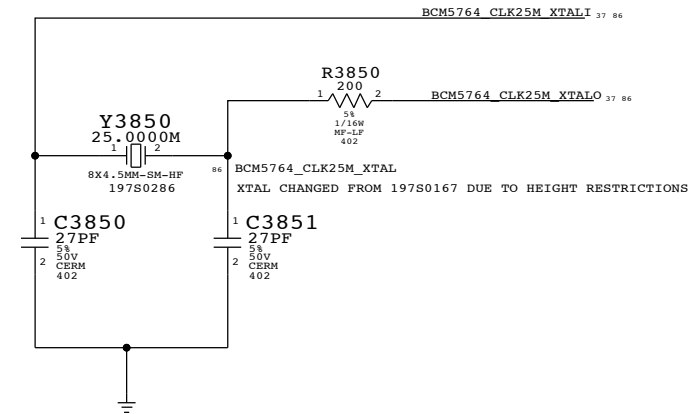 BCM5764_CLK25M_XTALI 37 86
R3850
200
1 2
BCM5764_CLK25M_XTALO 37 86
5%
1/16W
MF-LF
402
Y3850
25.0000M
1 2
8X4.5MM-SM-HF
197S0286
86 BCM5764_CLK25M_XTAL
XTAL CHANGED FROM 197S0167 DUE TO HEIGHT RESTRICTIONS
1 C3850
27PF
5%
50V
2 CERM
402
1 C3851
27PF
5%
50V
2 CERM
402